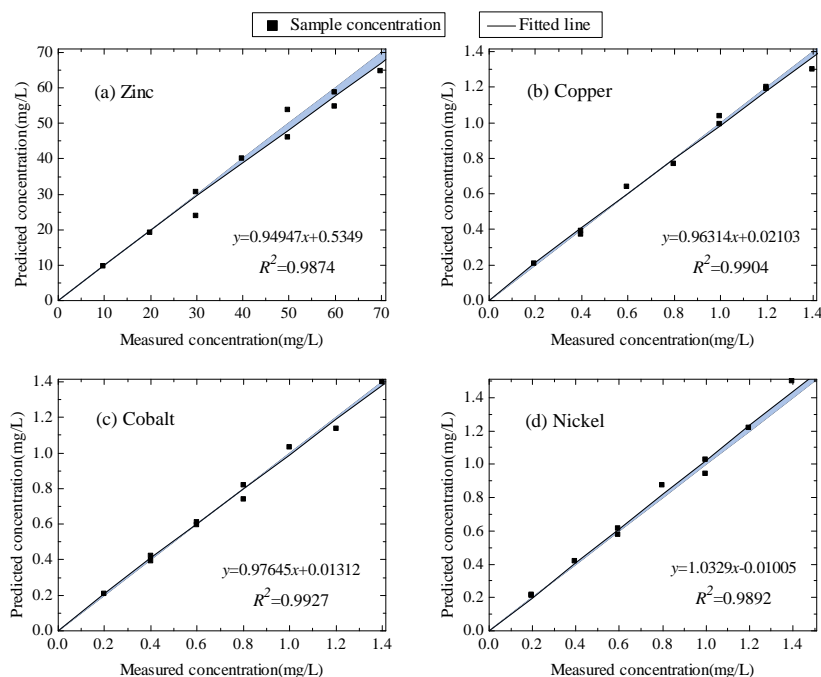 Sample concentration Fitted line
(a) Zinc
Predicted concentration(mg/L)
70
60
50
40
30
20
10
0
y=0.94947x+0.5349
R²=0.9874
0 10 20 30 40 50 60 70
Measured concentration(mg/L)
(b) Copper
Predicted concentration(mg/L)
1.4
1.2
1.0
0.8
0.6
0.4
0.2
0.0
y=0.96314x+0.02103
R²=0.9904
0.0 0.2 0.4 0.6 0.8 1.0 1.2 1.4
Measured concentration(mg/L)
(c) Cobalt
Predicted concentration(mg/L)
1.4
1.2
1.0
0.8
0.6
0.4
0.2
0.0
y=0.97645x+0.01312
R²=0.9927
0.0 0.2 0.4 0.6 0.8 1.0 1.2 1.4
Measured concentration(mg/L)
(d) Nickel
Predicted concentration(mg/L)
1.4
1.2
1.0
0.8
0.6
0.4
0.2
0.0
y=1.0329x-0.01005
R²=0.9892
0.0 0.2 0.4 0.6 0.8 1.0 1.2 1.4
Measured concentration(mg/L)